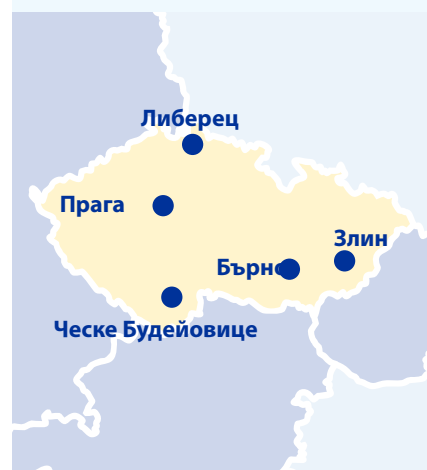 Либерец
Прага
Злин
Бърно
Ческе Будейовице